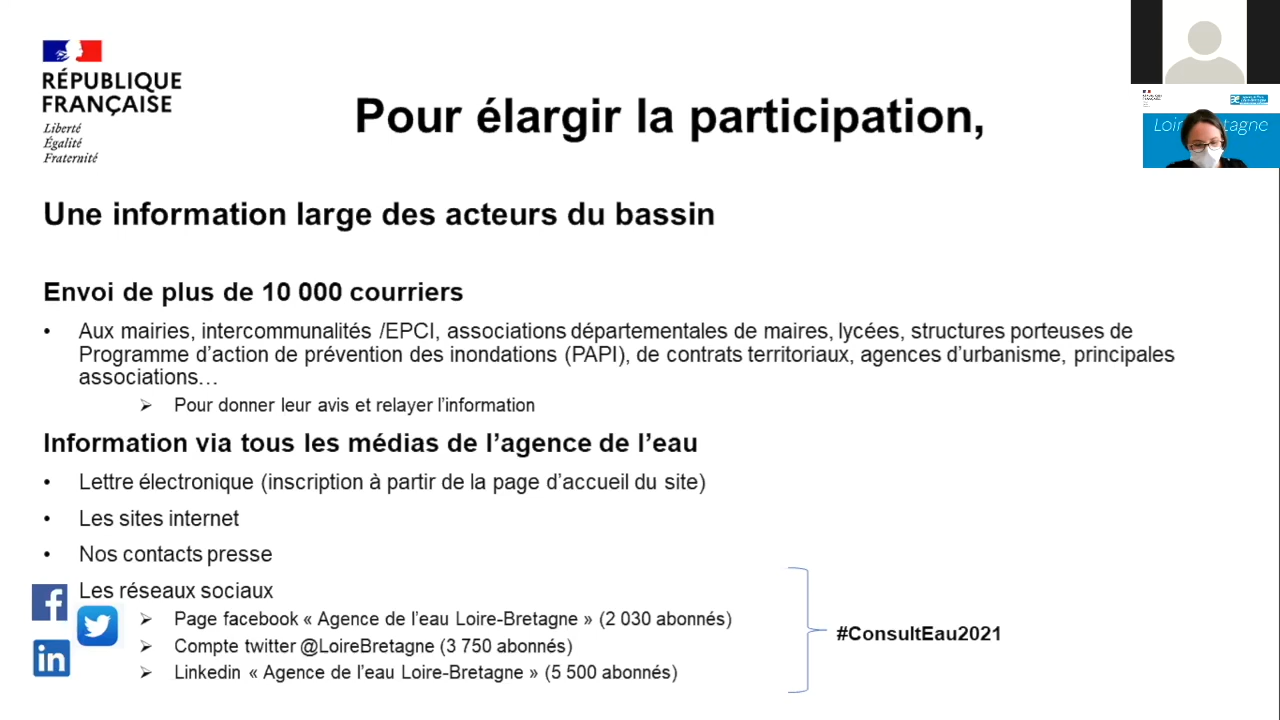 RÉPUBLIQUE
FRANÇAISE
Liberté
Égalité
Fraternité
Pour élargir la participation,
Une information large des acteurs du bassin
Envoi de plus de 10 000 courriers
• Aux mairies, intercommunalités /EPCI, associations départementales de maires, lycées, structures porteuses de
Programme d’action de prévention des inondations (PAPI), de contrats territoriaux, agences d’urbanisme, principales
associations…
➢ Pour donner leur avis et relayer l’information
Information via tous les médias de l’agence de l’eau
• Lettre électronique (inscription à partir de la page d’accueil du site)
• Les sites internet
• Nos contacts presse
Les réseaux sociaux
➢ Page facebook « Agence de l’eau Loire-Bretagne » (2 030 abonnés)
➢ Compte twitter @LoireBretagne (3 750 abonnés)
➢ Linkedin « Agence de l’eau Loire-Bretagne » (5 500 abonnés)
#ConsultEau2021